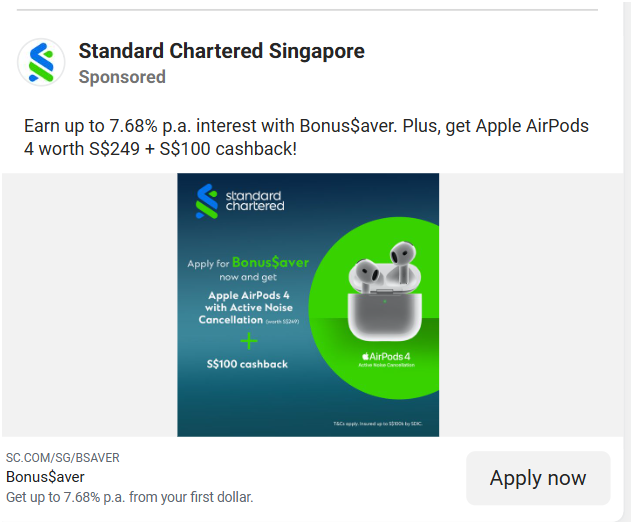 Standard Chartered Singapore
Sponsored
Earn up to 7.68% p.a. interest with Bonus$aver. Plus, get Apple AirPods
4 worth S$249 + S$100 cashback!
standard
chartered
Apply for Bonus$aver
now and get
Apple AirPods 4
with Active Noise
Cancellation (worth S$249)
+
S$100 cashback
AirPods 4
Active Noise Cancellation
T&Cs apply. Insured up to S$100k by SDIC.
SC.COM/SG/BSAVER
Bonus$aver
Get up to 7.68% p.a. from your first dollar.
Apply now